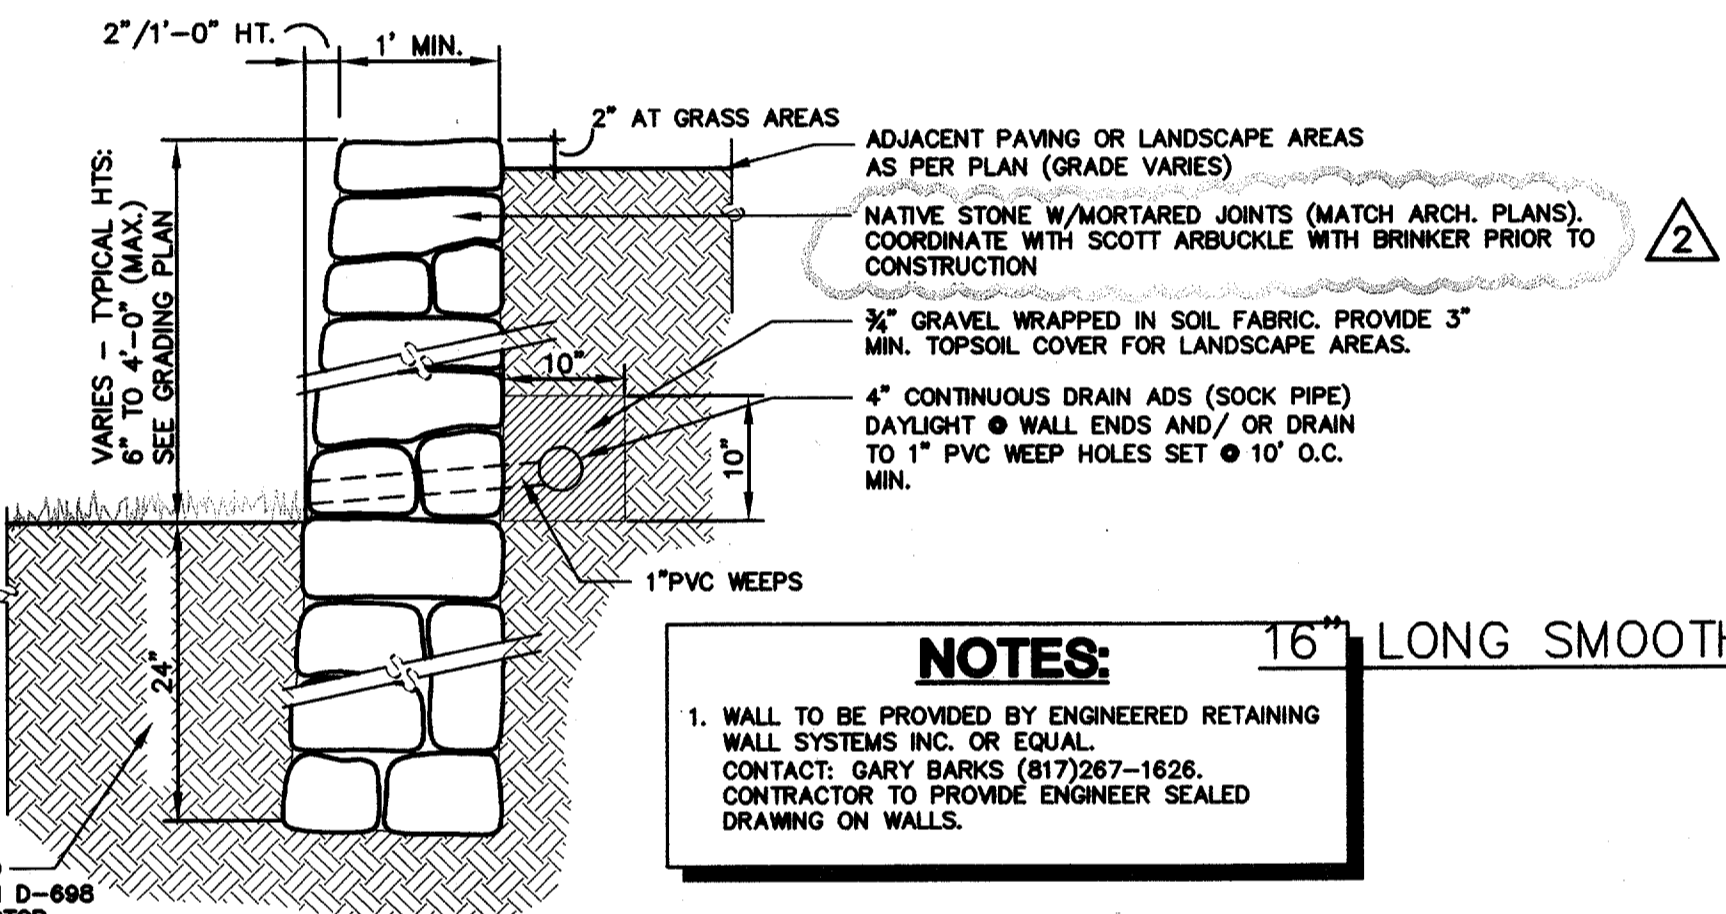 2"/1'-0" HT.
1' MIN.
2" AT GRASS AREAS
ADJACENT PAVING OR LANDSCAPE AREAS
AS PER PLAN (GRADE VARIES)
NATIVE STONE W/MORTARED JOINTS (MATCH ARCH. PLANS).
COORDINATE WITH SCOTT ARBUCKLE WITH BRINKER PRIOR TO
CONSTRUCTION
2
VARIES - TYPICAL HTS:
6" TO 4'-0" (MAX.)
SEE GRADING PLAN
3/4" GRAVEL WRAPPED IN SOIL FABRIC. PROVIDE 3"
MIN. TOPSOIL COVER FOR LANDSCAPE AREAS.
10"
4" CONTINUOUS DRAIN ADS (SOCK PIPE)
DAYLIGHT @ WALL ENDS AND/ OR DRAIN
TO 1" PVC WEEP HOLES SET @ 10' O.C.
MIN.
10"
1"PVC WEEPS
24"
16" LONG SMOOTH
NOTES:
1. WALL TO BE PROVIDED BY ENGINEERED RETAINING
WALL SYSTEMS INC. OR EQUAL.
CONTACT: GARY BARKS (817)267-1626.
CONTRACTOR TO PROVIDE ENGINEER SEALED
DRAWING ON WALLS.
D-698